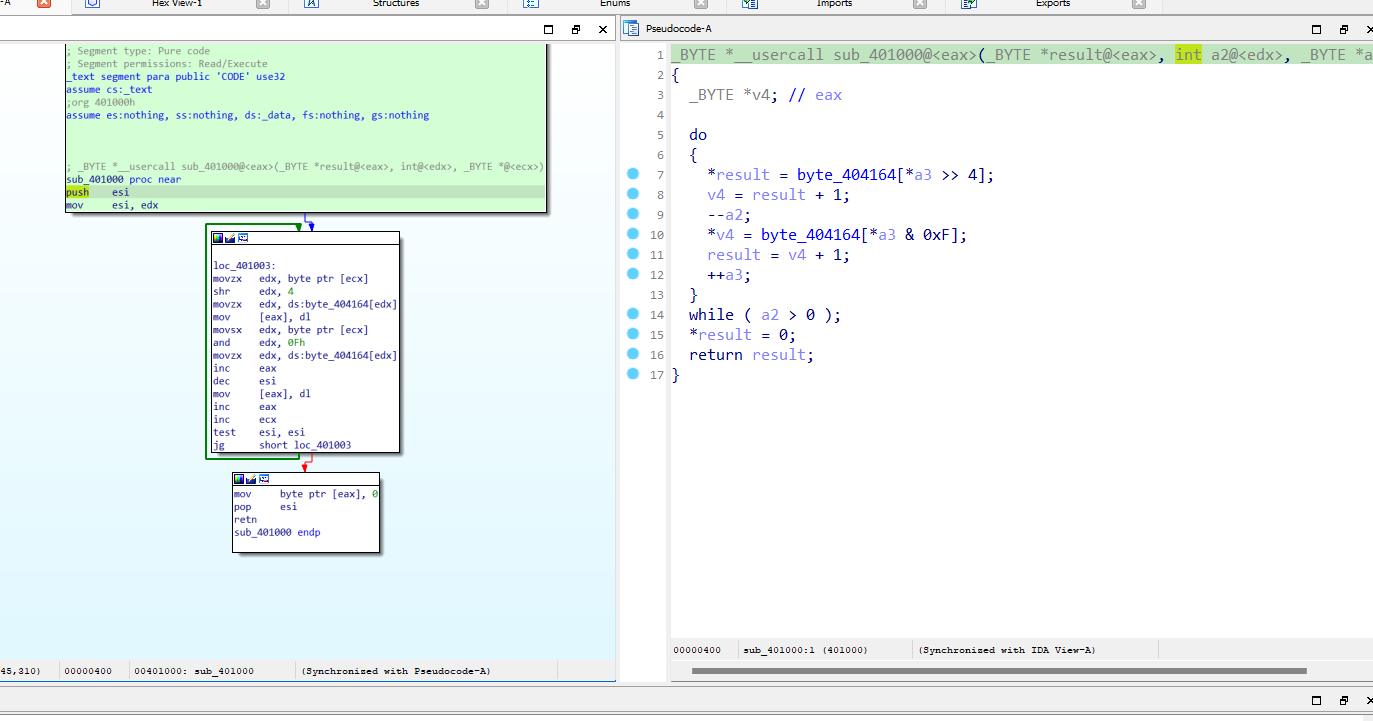 -A Hex View-1 Structures Enums Imports Exports
; Segment type: Pure code
; Segment permissions: Read/Execute
_text segment para public 'CODE' use32
assume cs:_text
;org 401000h
assume es:nothing, ss:nothing, ds:_data, fs:nothing, gs:nothing
; _BYTE *__usercall sub_401000@<eax>(_BYTE *result@<eax>, int@<edx>, _BYTE *@<ecx>)
sub_401000 proc near
push esi
mov esi, edx
loc_401003:
movzx edx, byte ptr [ecx]
shr edx, 4
movzx edx, ds:byte_404164[edx]
mov [eax], dl
movsx edx, byte ptr [ecx]
and edx, 0Fh
movzx edx, ds:byte_404164[edx]
inc eax
dec esi
mov [eax], dl
inc eax
inc ecx
test esi, esi
jg short loc_401003
mov byte ptr [eax], 0
pop esi
retn
sub_401000 endp
45,310) 00000400 00401000: sub_401000 (Synchronized with Pseudocode-A)
Pseudocode-A
1 _BYTE *__usercall sub_401000@<eax>(_BYTE *result@<eax>, int a2@<edx>, _BYTE *a
2 {
3 _BYTE *v4; // eax
4
5 do
6 {
7 *result = byte_404164[*a3 >> 4];
8 v4 = result + 1;
9 --a2;
10 *v4 = byte_404164[*a3 & 0xF];
11 result = v4 + 1;
12 ++a3;
13 }
14 while ( a2 > 0 );
15 *result = 0;
16 return result;
17 }
00000400 sub_401000:1 (401000) (Synchronized with IDA View-A)